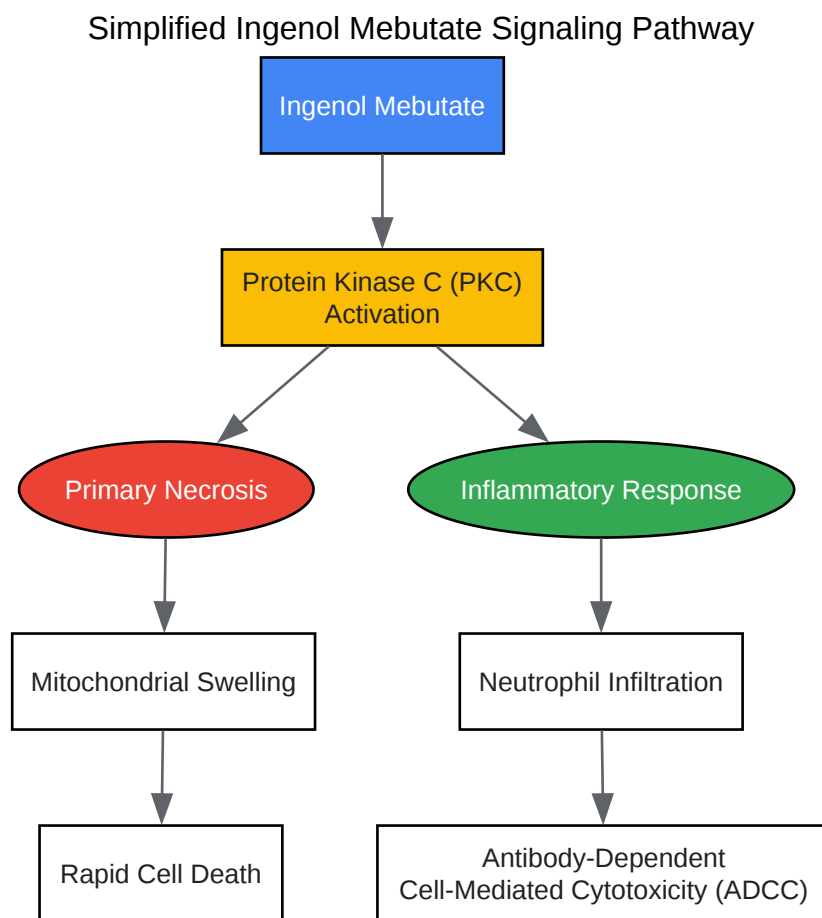 Simplified Ingenol Mebutate Signaling Pathway
Ingenol Mebutate
Protein Kinase C (PKC)
Activation
Primary Necrosis
Inflammatory Response
Mitochondrial Swelling
Neutrophil Infiltration
Rapid Cell Death
Antibody-Dependent
Cell-Mediated Cytotoxicity (ADCC)